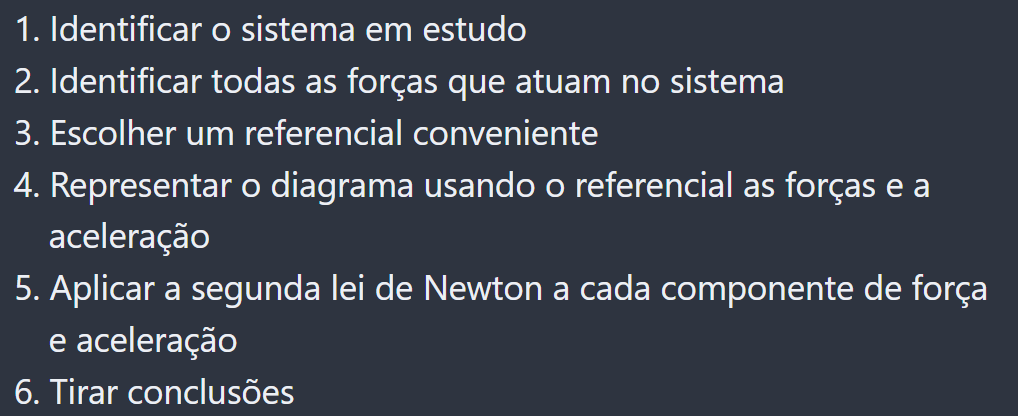 1. Identificar o sistema em estudo
2. Identificar todas as forças que atuam no sistema
3. Escolher um referencial conveniente
4. Representar o diagrama usando o referencial as forças e a
aceleração
5. Aplicar a segunda lei de Newton a cada componente de força
e aceleração
6. Tirar conclusões